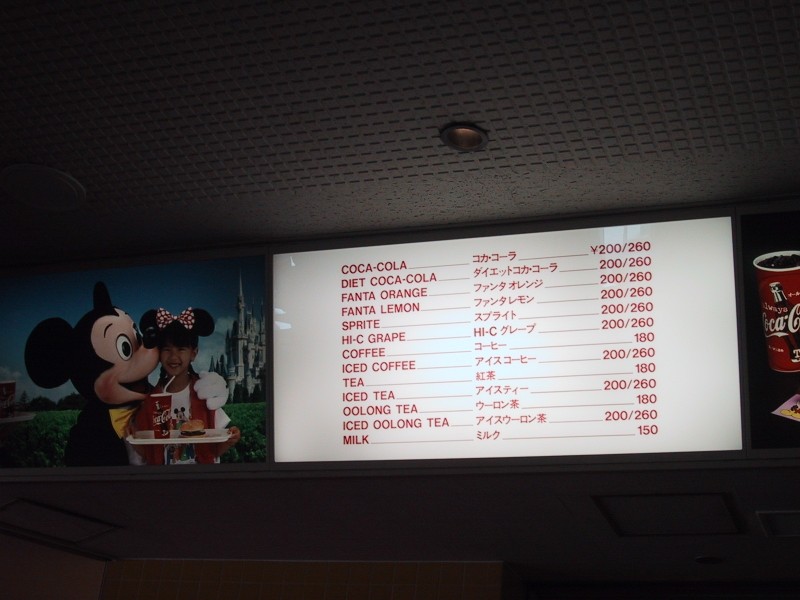 COCA-COLA コカ・コーラ ¥200/260
DIET COCA-COLA ダイエットコカ・コーラ 200/260
FANTA ORANGE ファンタ オレンジ 200/260
FANTA LEMON ファンタ レモン 200/260
SPRITE スプライト 200/260
HI-C GRAPE HI-C グレープ 200/260
COFFEE コーヒー 180
ICED COFFEE アイスコーヒー 200/260
TEA 紅茶 180
ICED TEA アイスティー 200/260
OOLONG TEA ウーロン茶 180
ICED OOLONG TEA アイスウーロン茶 200/260
MILK ミルク 150
Always